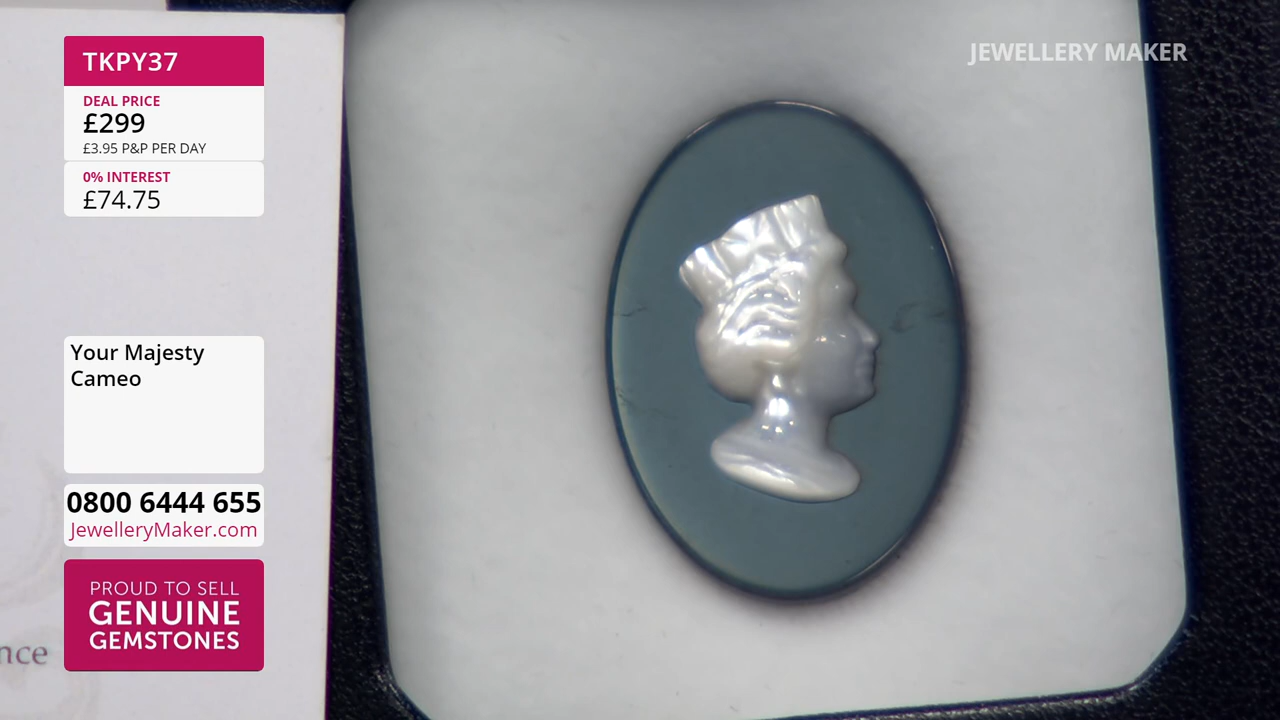 TKPY37
DEAL PRICE
£299
£3.95 P&P PER DAY
0% INTEREST
£74.75
Your Majesty
Cameo
0800 6444 655
JewelleryMaker.com
PROUD TO SELL
GENUINE
GEMSTONES
JEWELLERY MAKER
nce